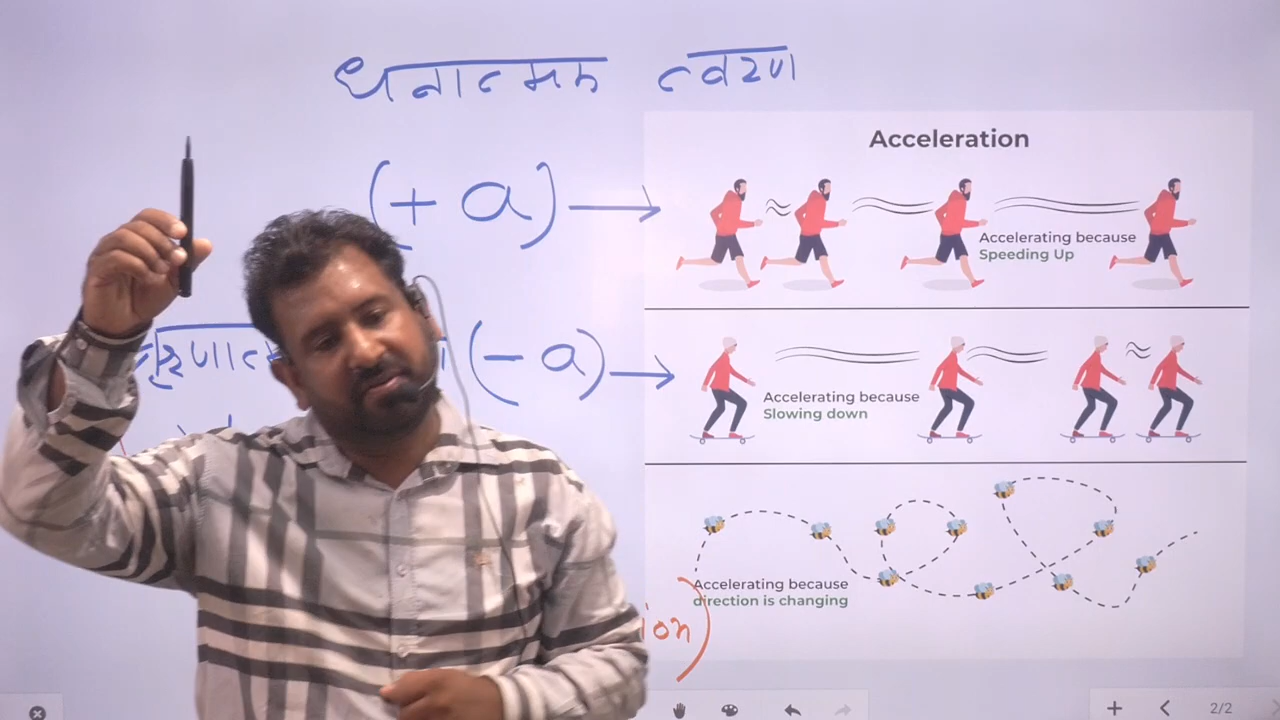 धनात्मक त्वरण
Acceleration
(+ a) →
Accelerating because
Speeding Up
(- a) →
Accelerating because
Slowing down
Accelerating because
direction is changing
2/2